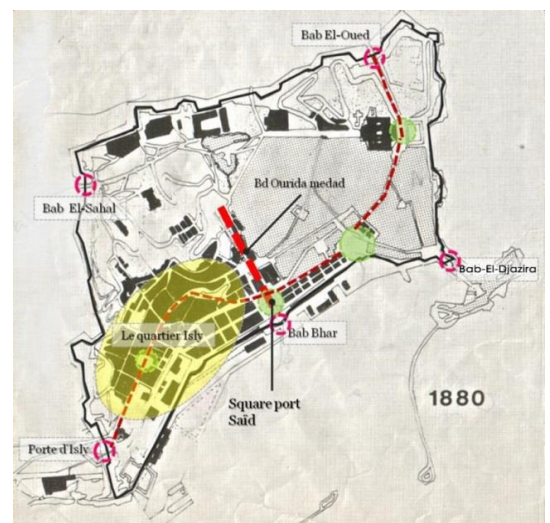 Bab El-Oued
Bd Ourida medad
Bab El-Sahal
Bab-El-Djazira
Le quartier Isly
Bab Bhar
1880
Square port
Saïd
Porte d'Isly